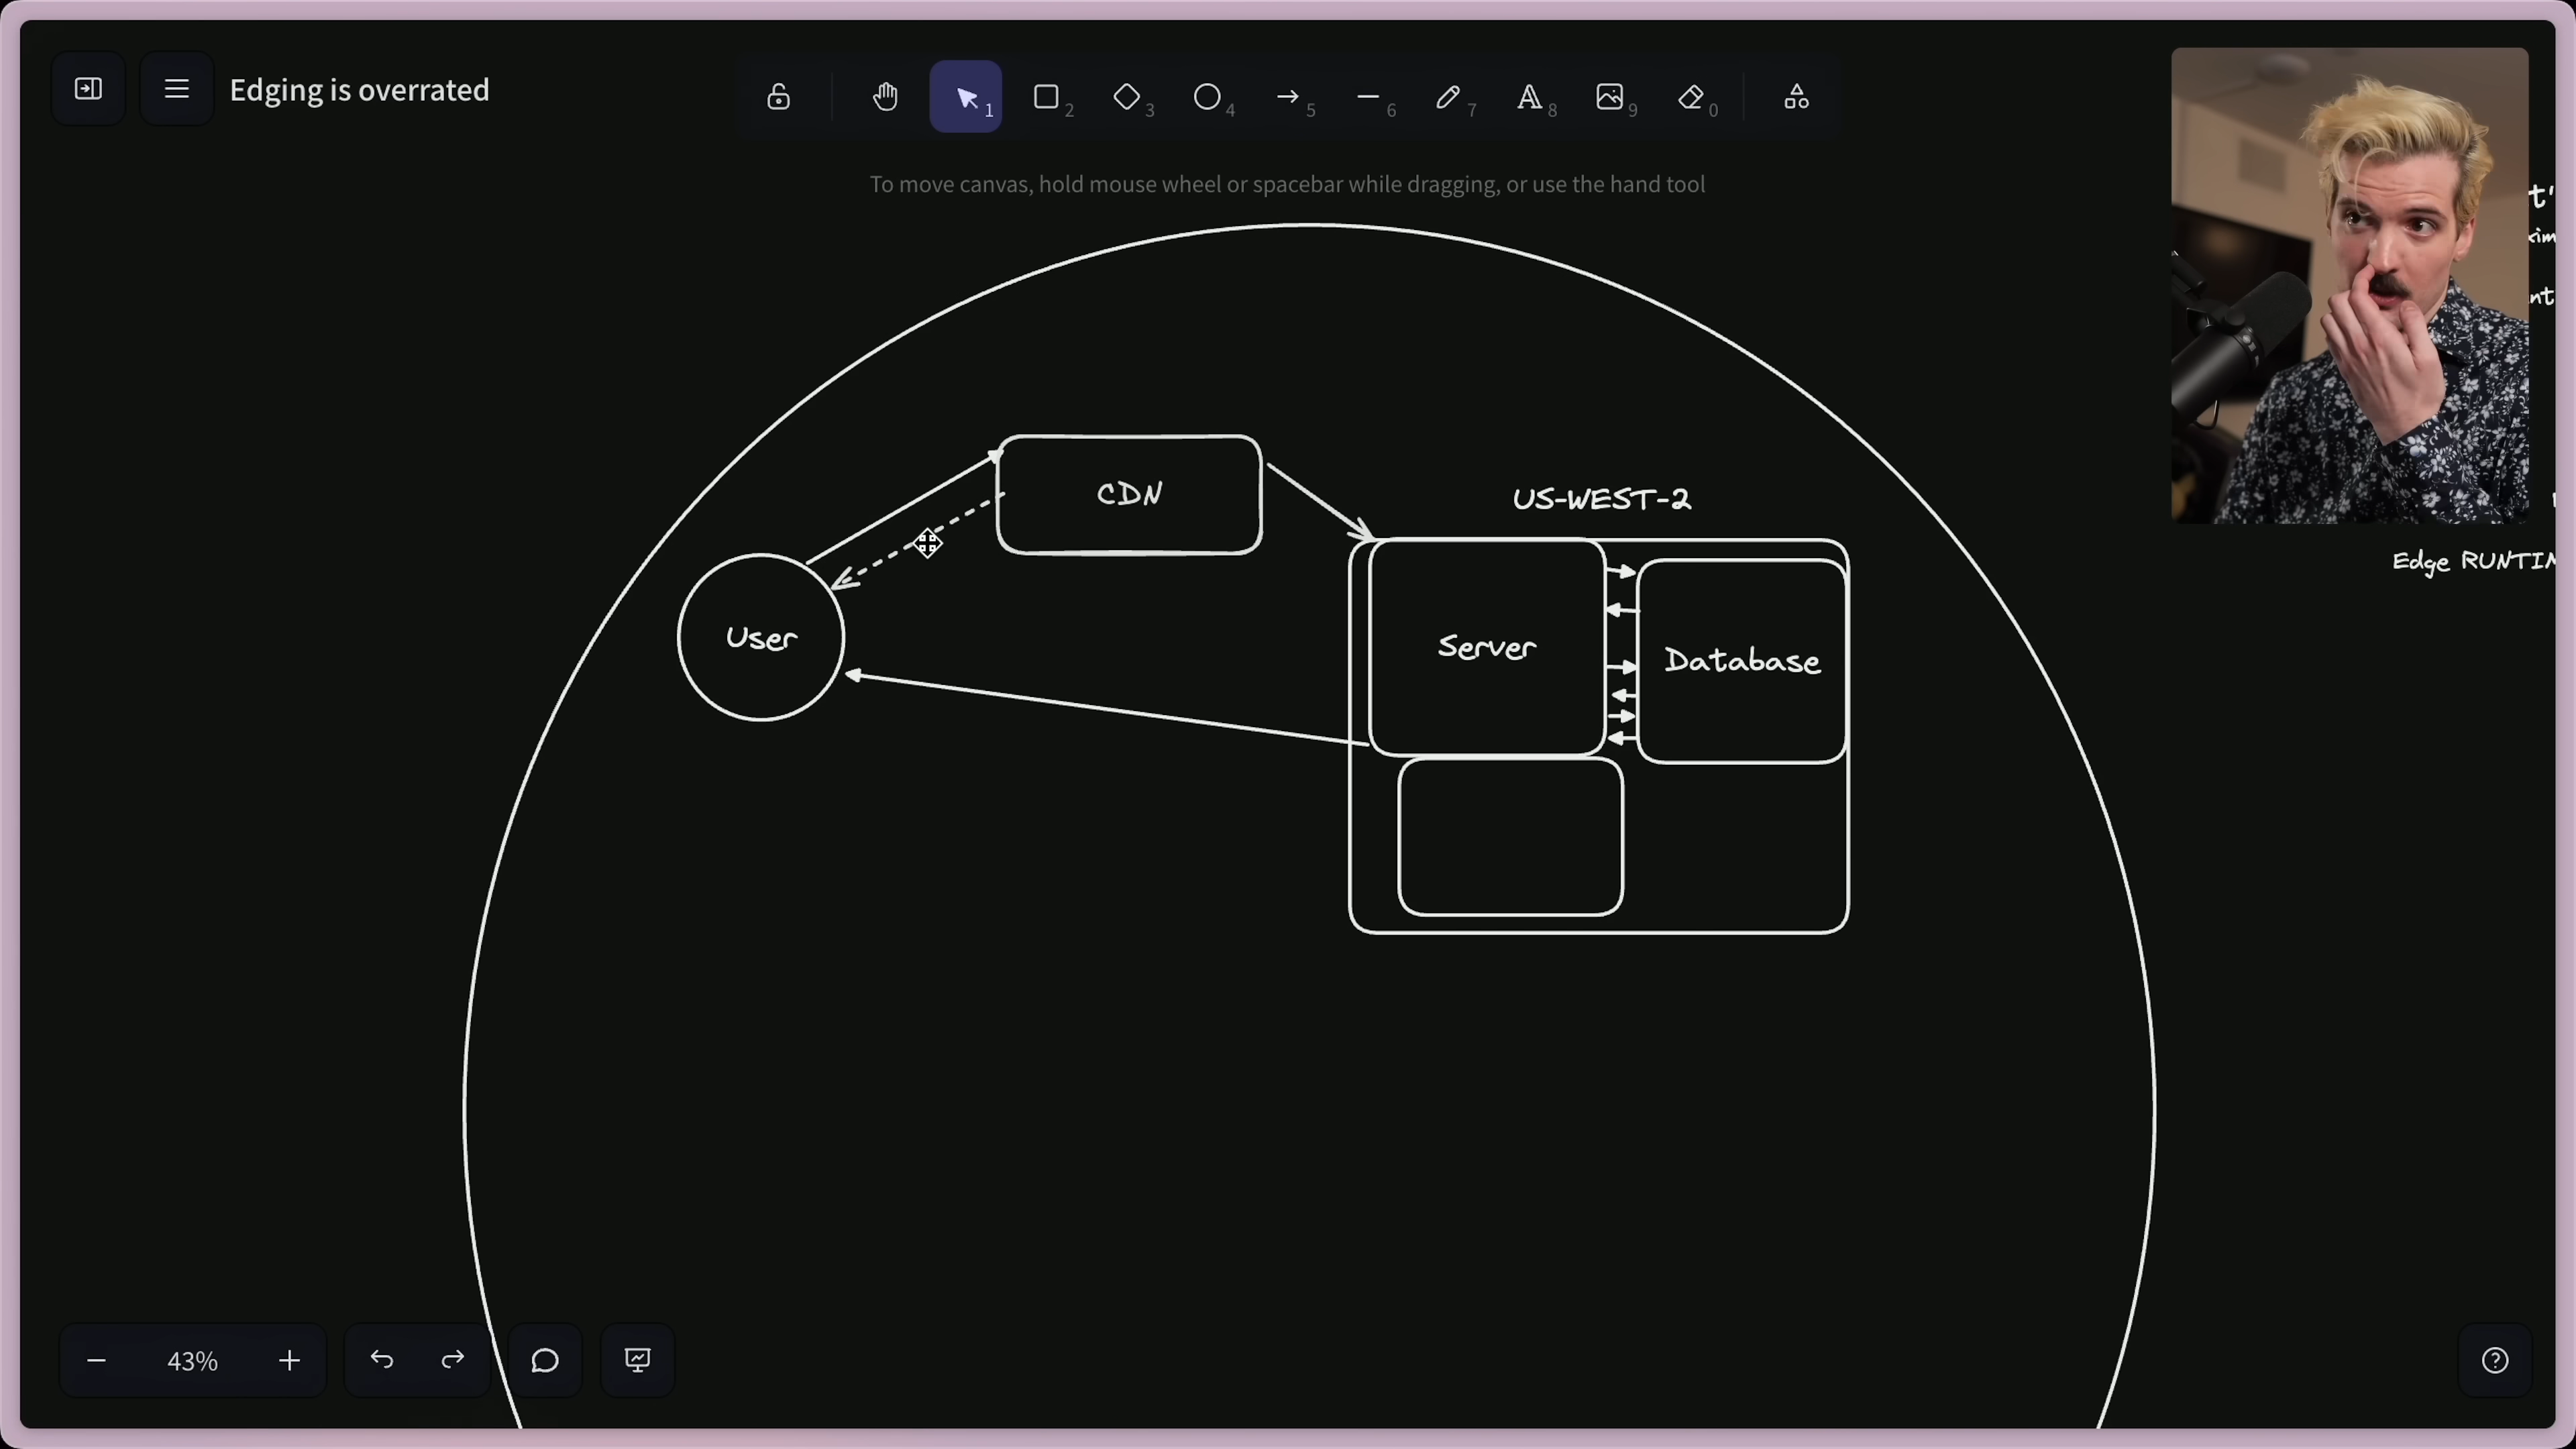 Edging is overrated
1
2
3
4
5
6
7
8
9
0
To move canvas, hold mouse wheel or spacebar while dragging, or use the hand tool
CDN
US-WEST-2
User
Server
Database
Edge
43%